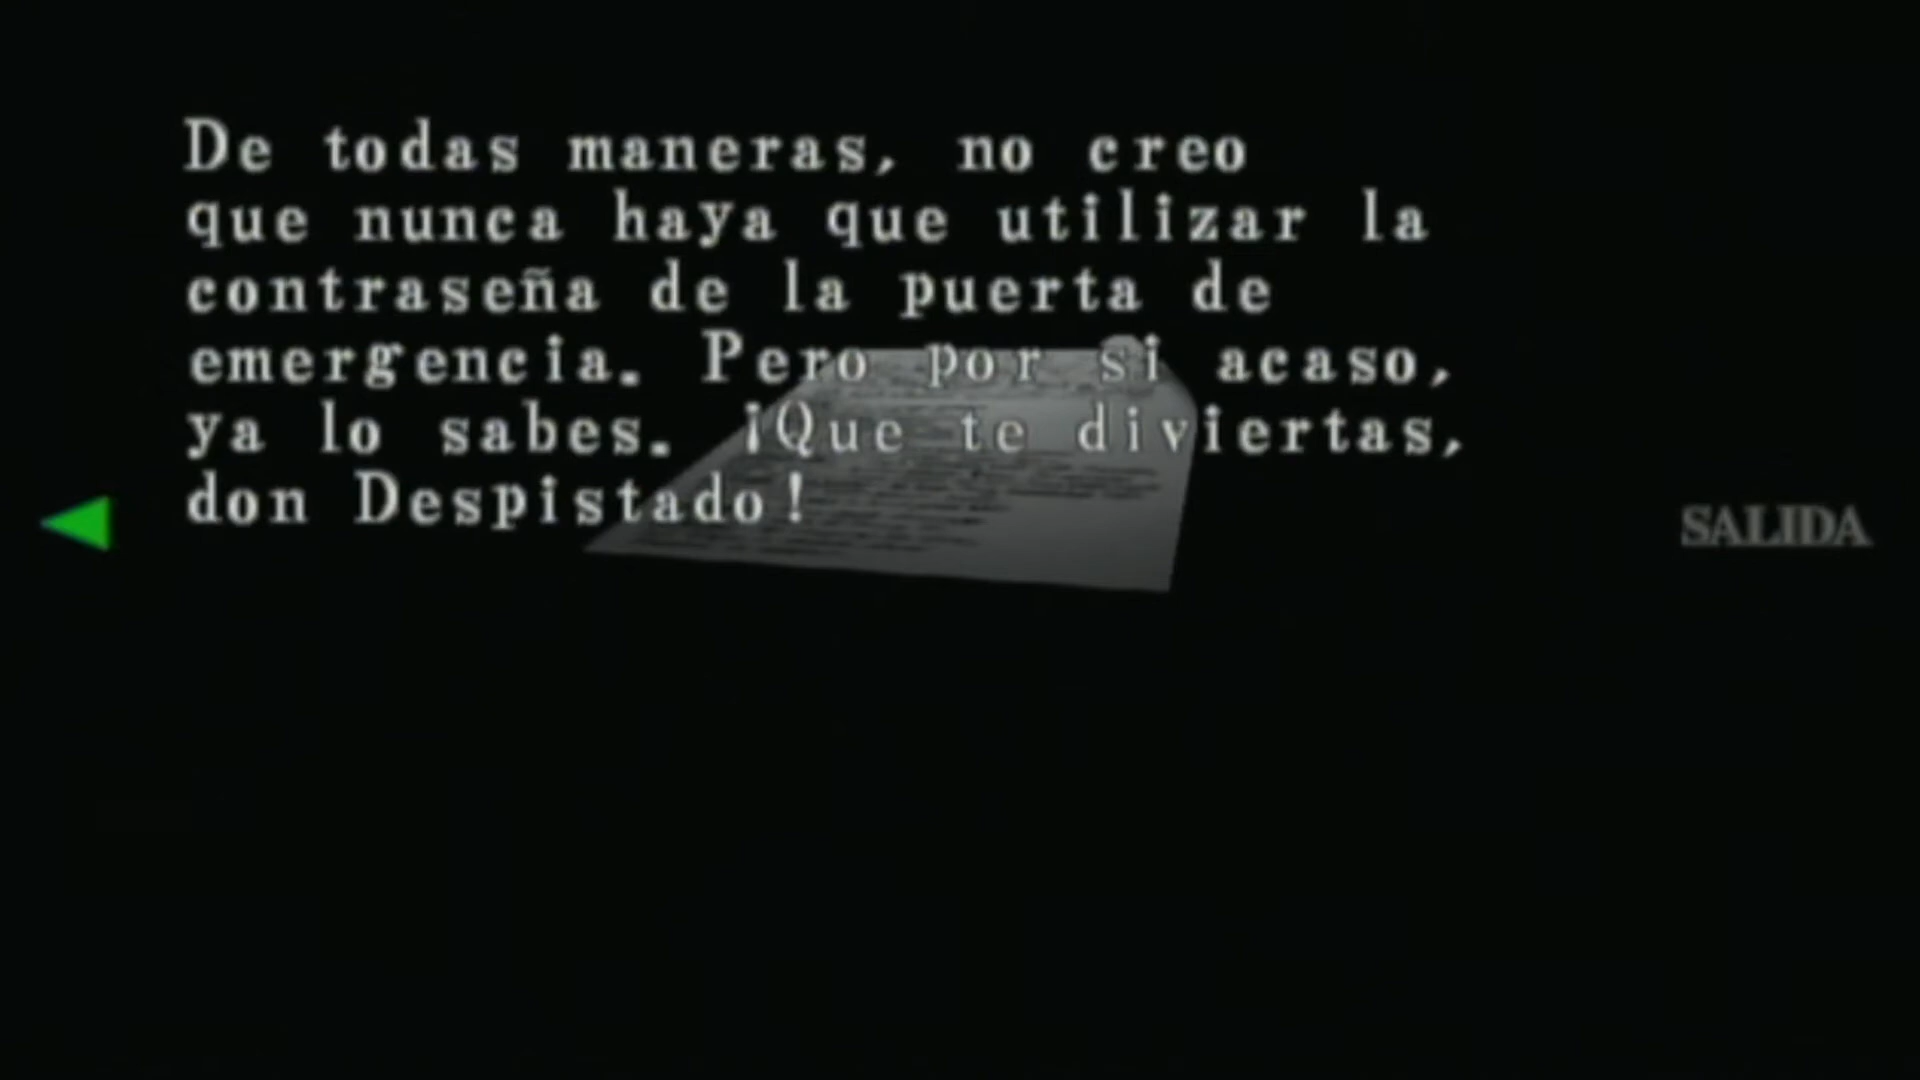 De todas maneras, no creo
que nunca haya que utilizar la
contraseña de la puerta de
emergencia. Pero por si acaso,
ya lo sabes. ¡Que te diviertas,
don Despistado!
SALIDA